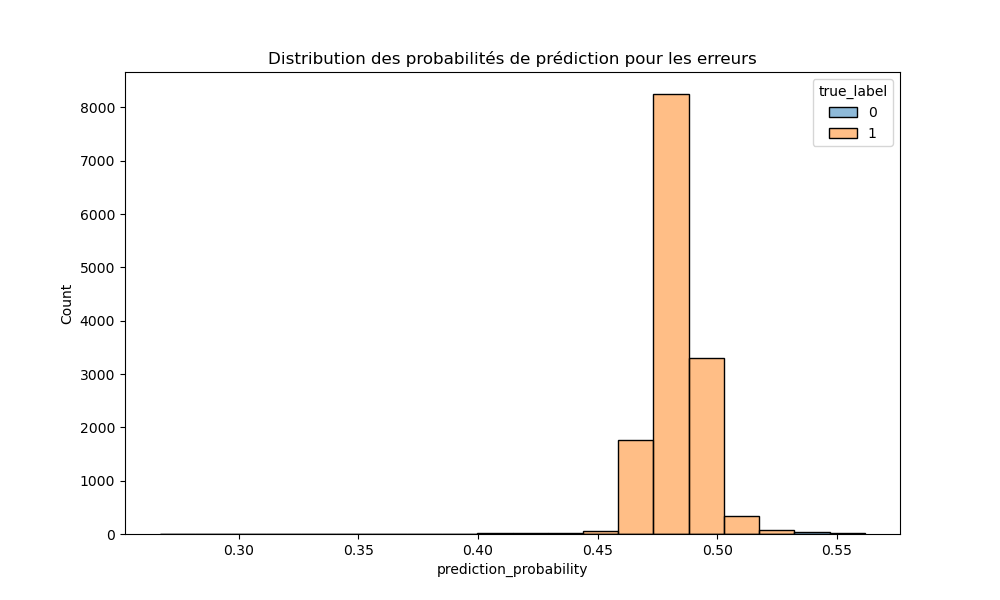 Distribution des probabilités de prédiction pour les erreurs
true_label
0
1
8000
7000
6000
5000
4000
3000
2000
1000
0
Count
0.30 0.35 0.40 0.45 0.50 0.55
prediction_probability